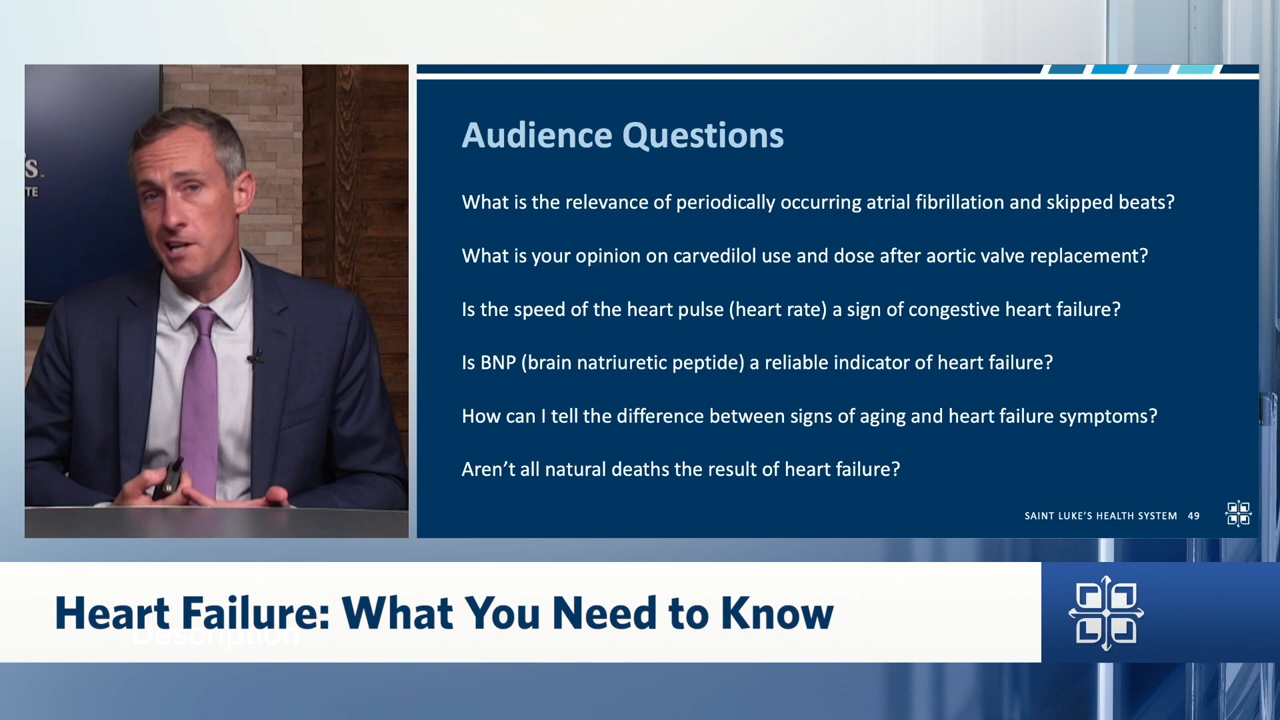 s.
TE
Audience Questions
What is the relevance of periodically occurring atrial fibrillation and skipped beats?
What is your opinion on carvedilol use and dose after aortic valve replacement?
Is the speed of the heart pulse (heart rate) a sign of congestive heart failure?
Is BNP (brain natriuretic peptide) a reliable indicator of heart failure?
How can I tell the difference between signs of aging and heart failure symptoms?
Aren’t all natural deaths the result of heart failure?
SAINT LUKE’S HEALTH SYSTEM 49
Heart Failure: What You Need to Know
Description